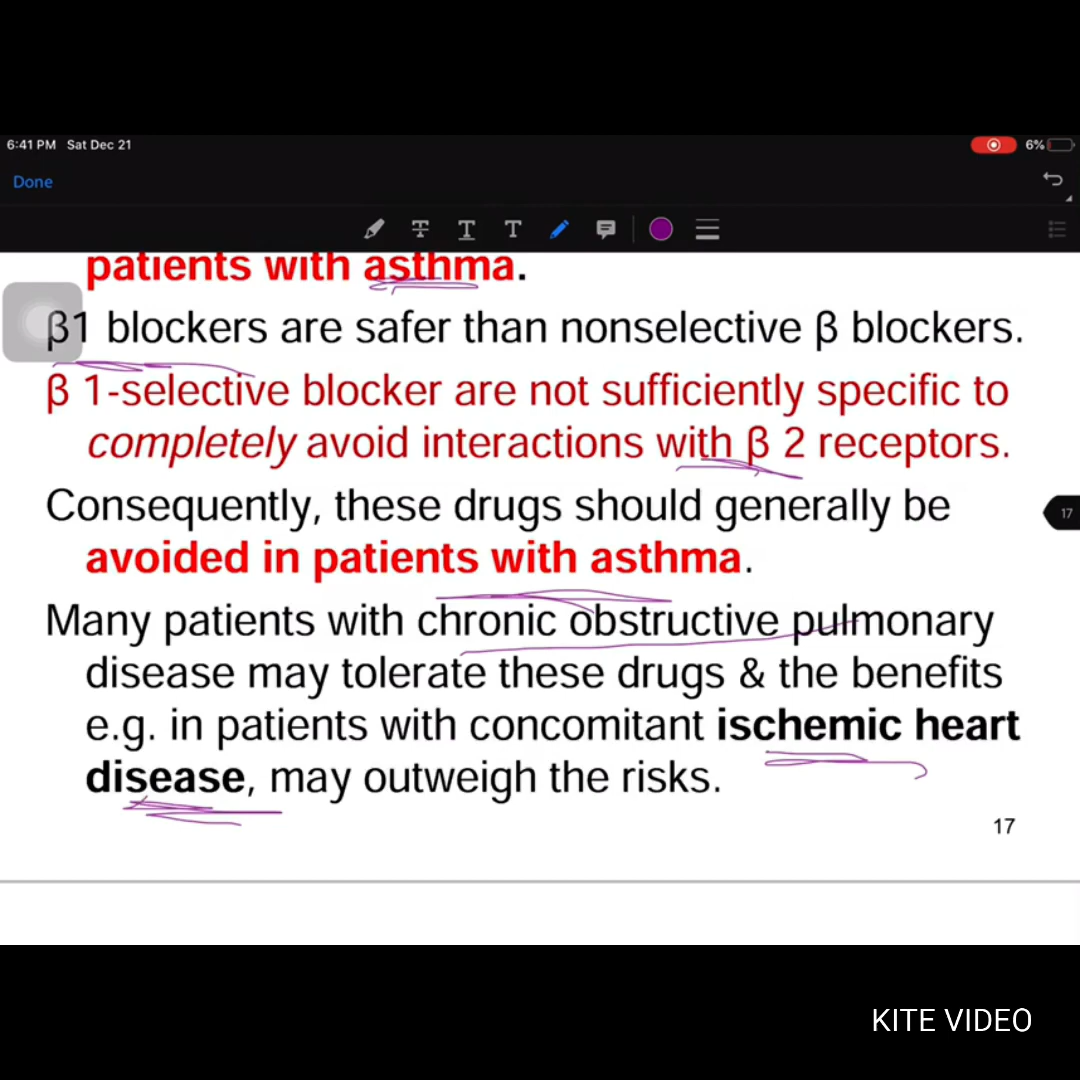 6:41 PM Sat Dec 21
6%
Done
patients with asthma.
β1 blockers are safer than nonselective β blockers.
β 1-selective blocker are not sufficiently specific to
completely avoid interactions with β 2 receptors.
Consequently, these drugs should generally be
17
avoided in patients with asthma.
Many patients with chronic obstructive pulmonary
disease may tolerate these drugs & the benefits
e.g. in patients with concomitant ischemic heart
disease, may outweigh the risks.
17
KITE VIDEO